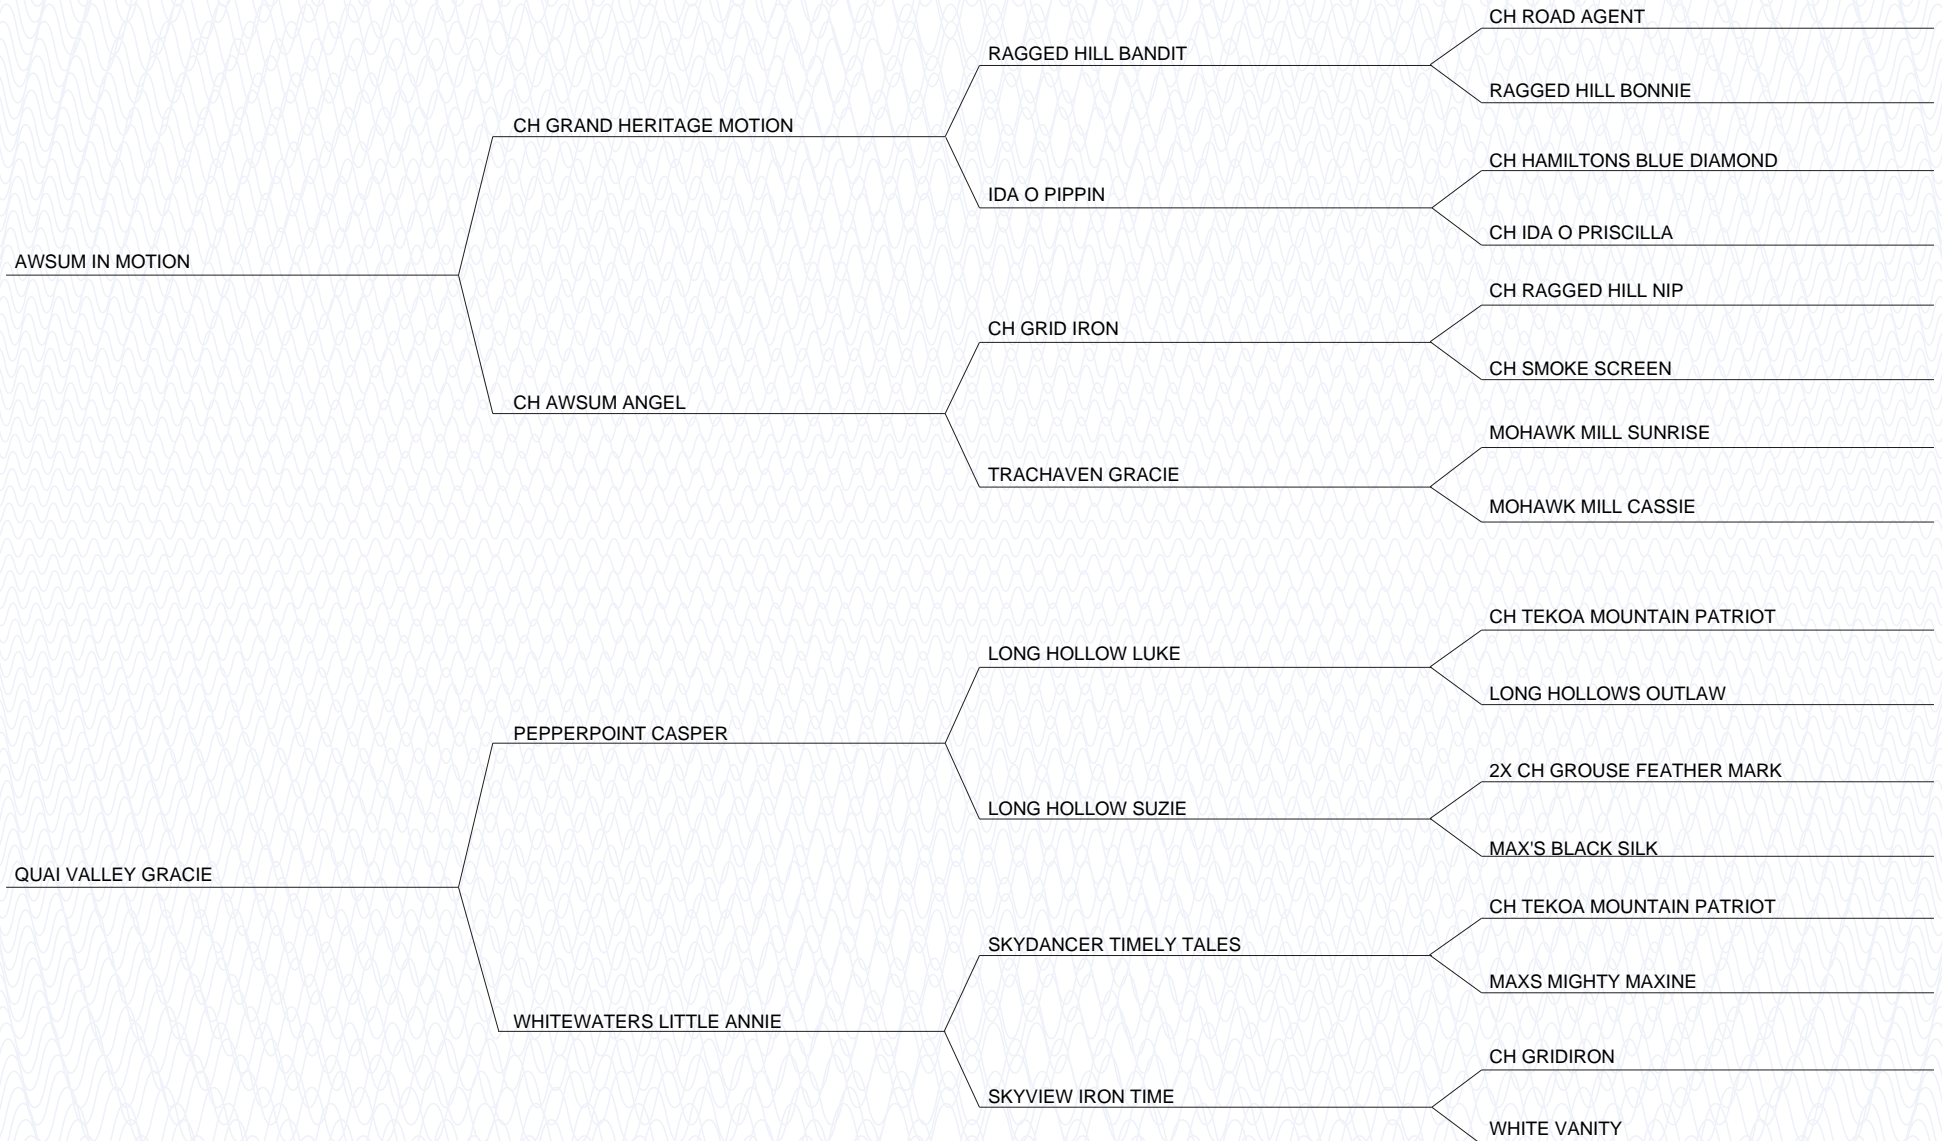 CH ROAD AGENT
RAGGED HILL BANDIT
RAGGED HILL BONNIE
CH GRAND HERITAGE MOTION
CH HAMILTONS BLUE DIAMOND
IDA O PIPPIN
CH IDA O PRISCILLA
AWSUM IN MOTION
CH RAGGED HILL NIP
CH GRID IRON
CH SMOKE SCREEN
CH AWSUM ANGEL
MOHAWK MILL SUNRISE
TRACHAVEN GRACIE
MOHAWK MILL CASSIE
CH TEKOA MOUNTAIN PATRIOT
LONG HOLLOW LUKE
LONG HOLLOWS OUTLAW
PEPPERPOINT CASPER
2X CH GROUSE FEATHER MARK
LONG HOLLOW SUZIE
MAX'S BLACK SILK
QUAI VALLEY GRACIE
CH TEKOA MOUNTAIN PATRIOT
SKYDANCER TIMELY TALES
MAXS MIGHTY MAXINE
WHITEWATERS LITTLE ANNIE
CH GRIDIRON
SKYVIEW IRON TIME
WHITE VANITY